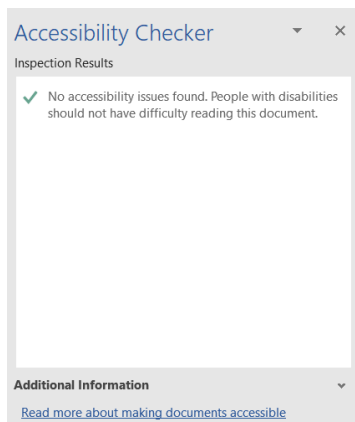 Accessibility Checker
Inspection Results
No accessibility issues found. People with disabilities
should not have difficulty reading this document.
Additional Information
Read more about making documents accessible